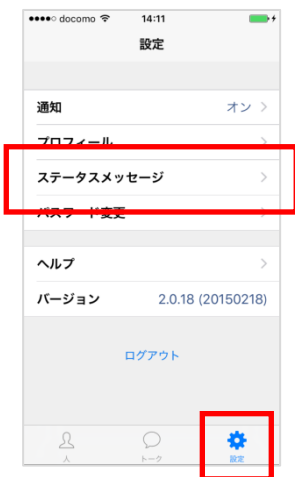 docomo 14:11
設定
通知 オン
プロフィール
ステータスメッセージ
パスワード変更
ヘルプ
バージョン 2.0.18 (20150218)
ログアウト
人 トーク 設定